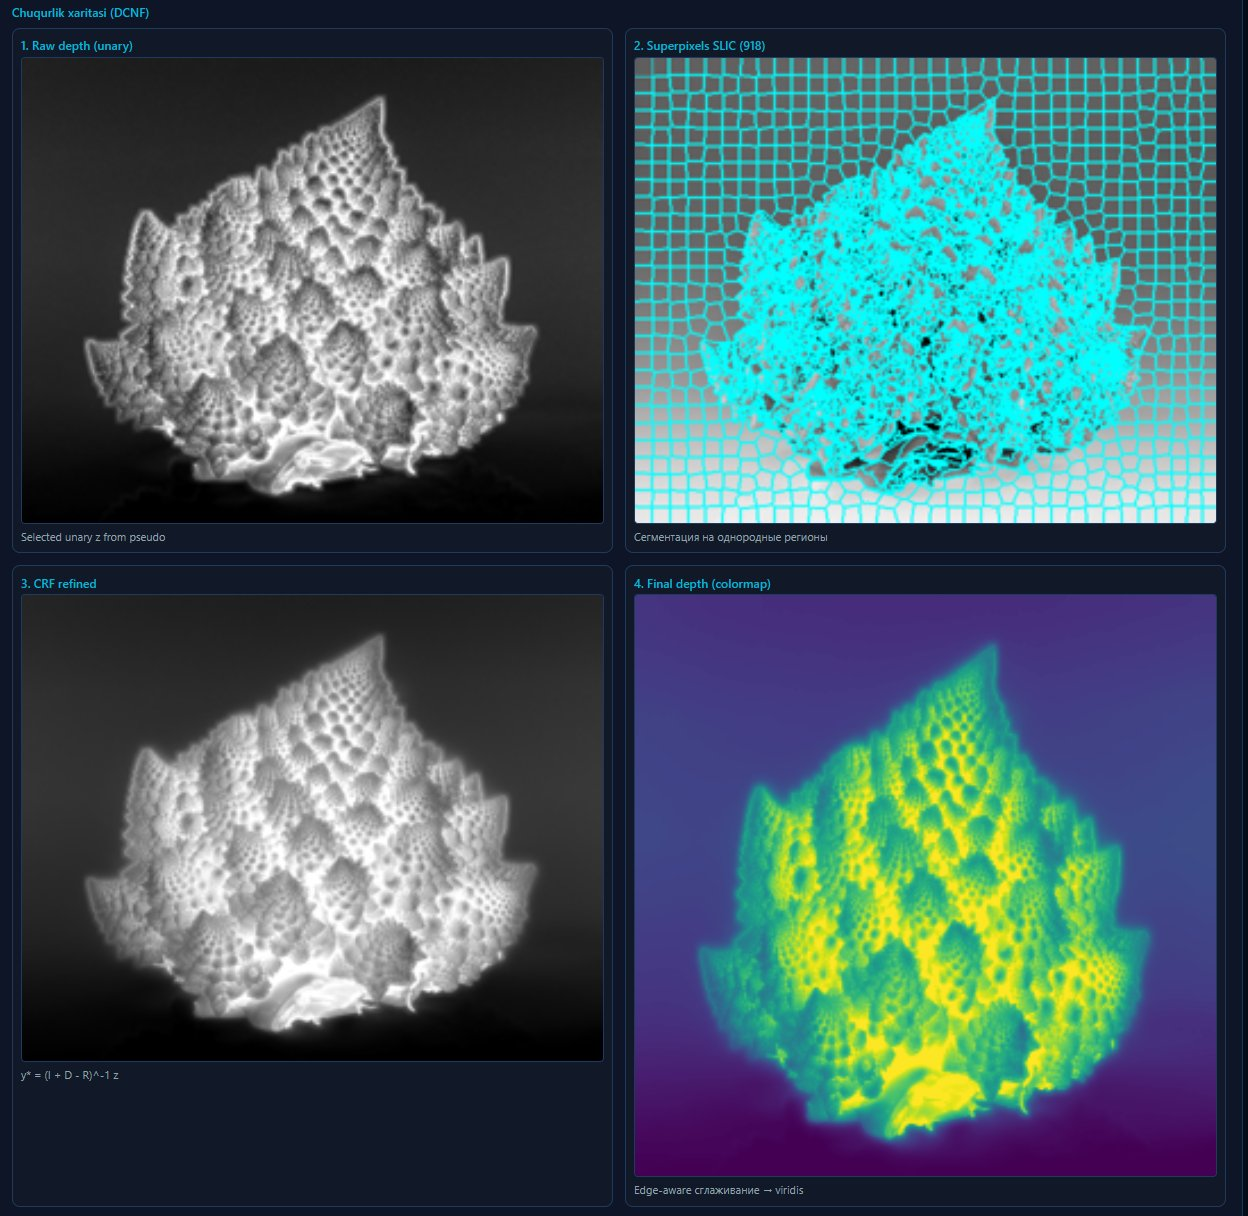 Chuqurlik xaritasi (DCNF)
1. Raw depth (unary)
Selected unary z from pseudo
2. Superpixels SLIC (918)
Сегментация на однородные регионы
3. CRF refined
y* = (I + D - R)^-1 z
4. Final depth (colormap)
Edge-aware сглаживание → viridis